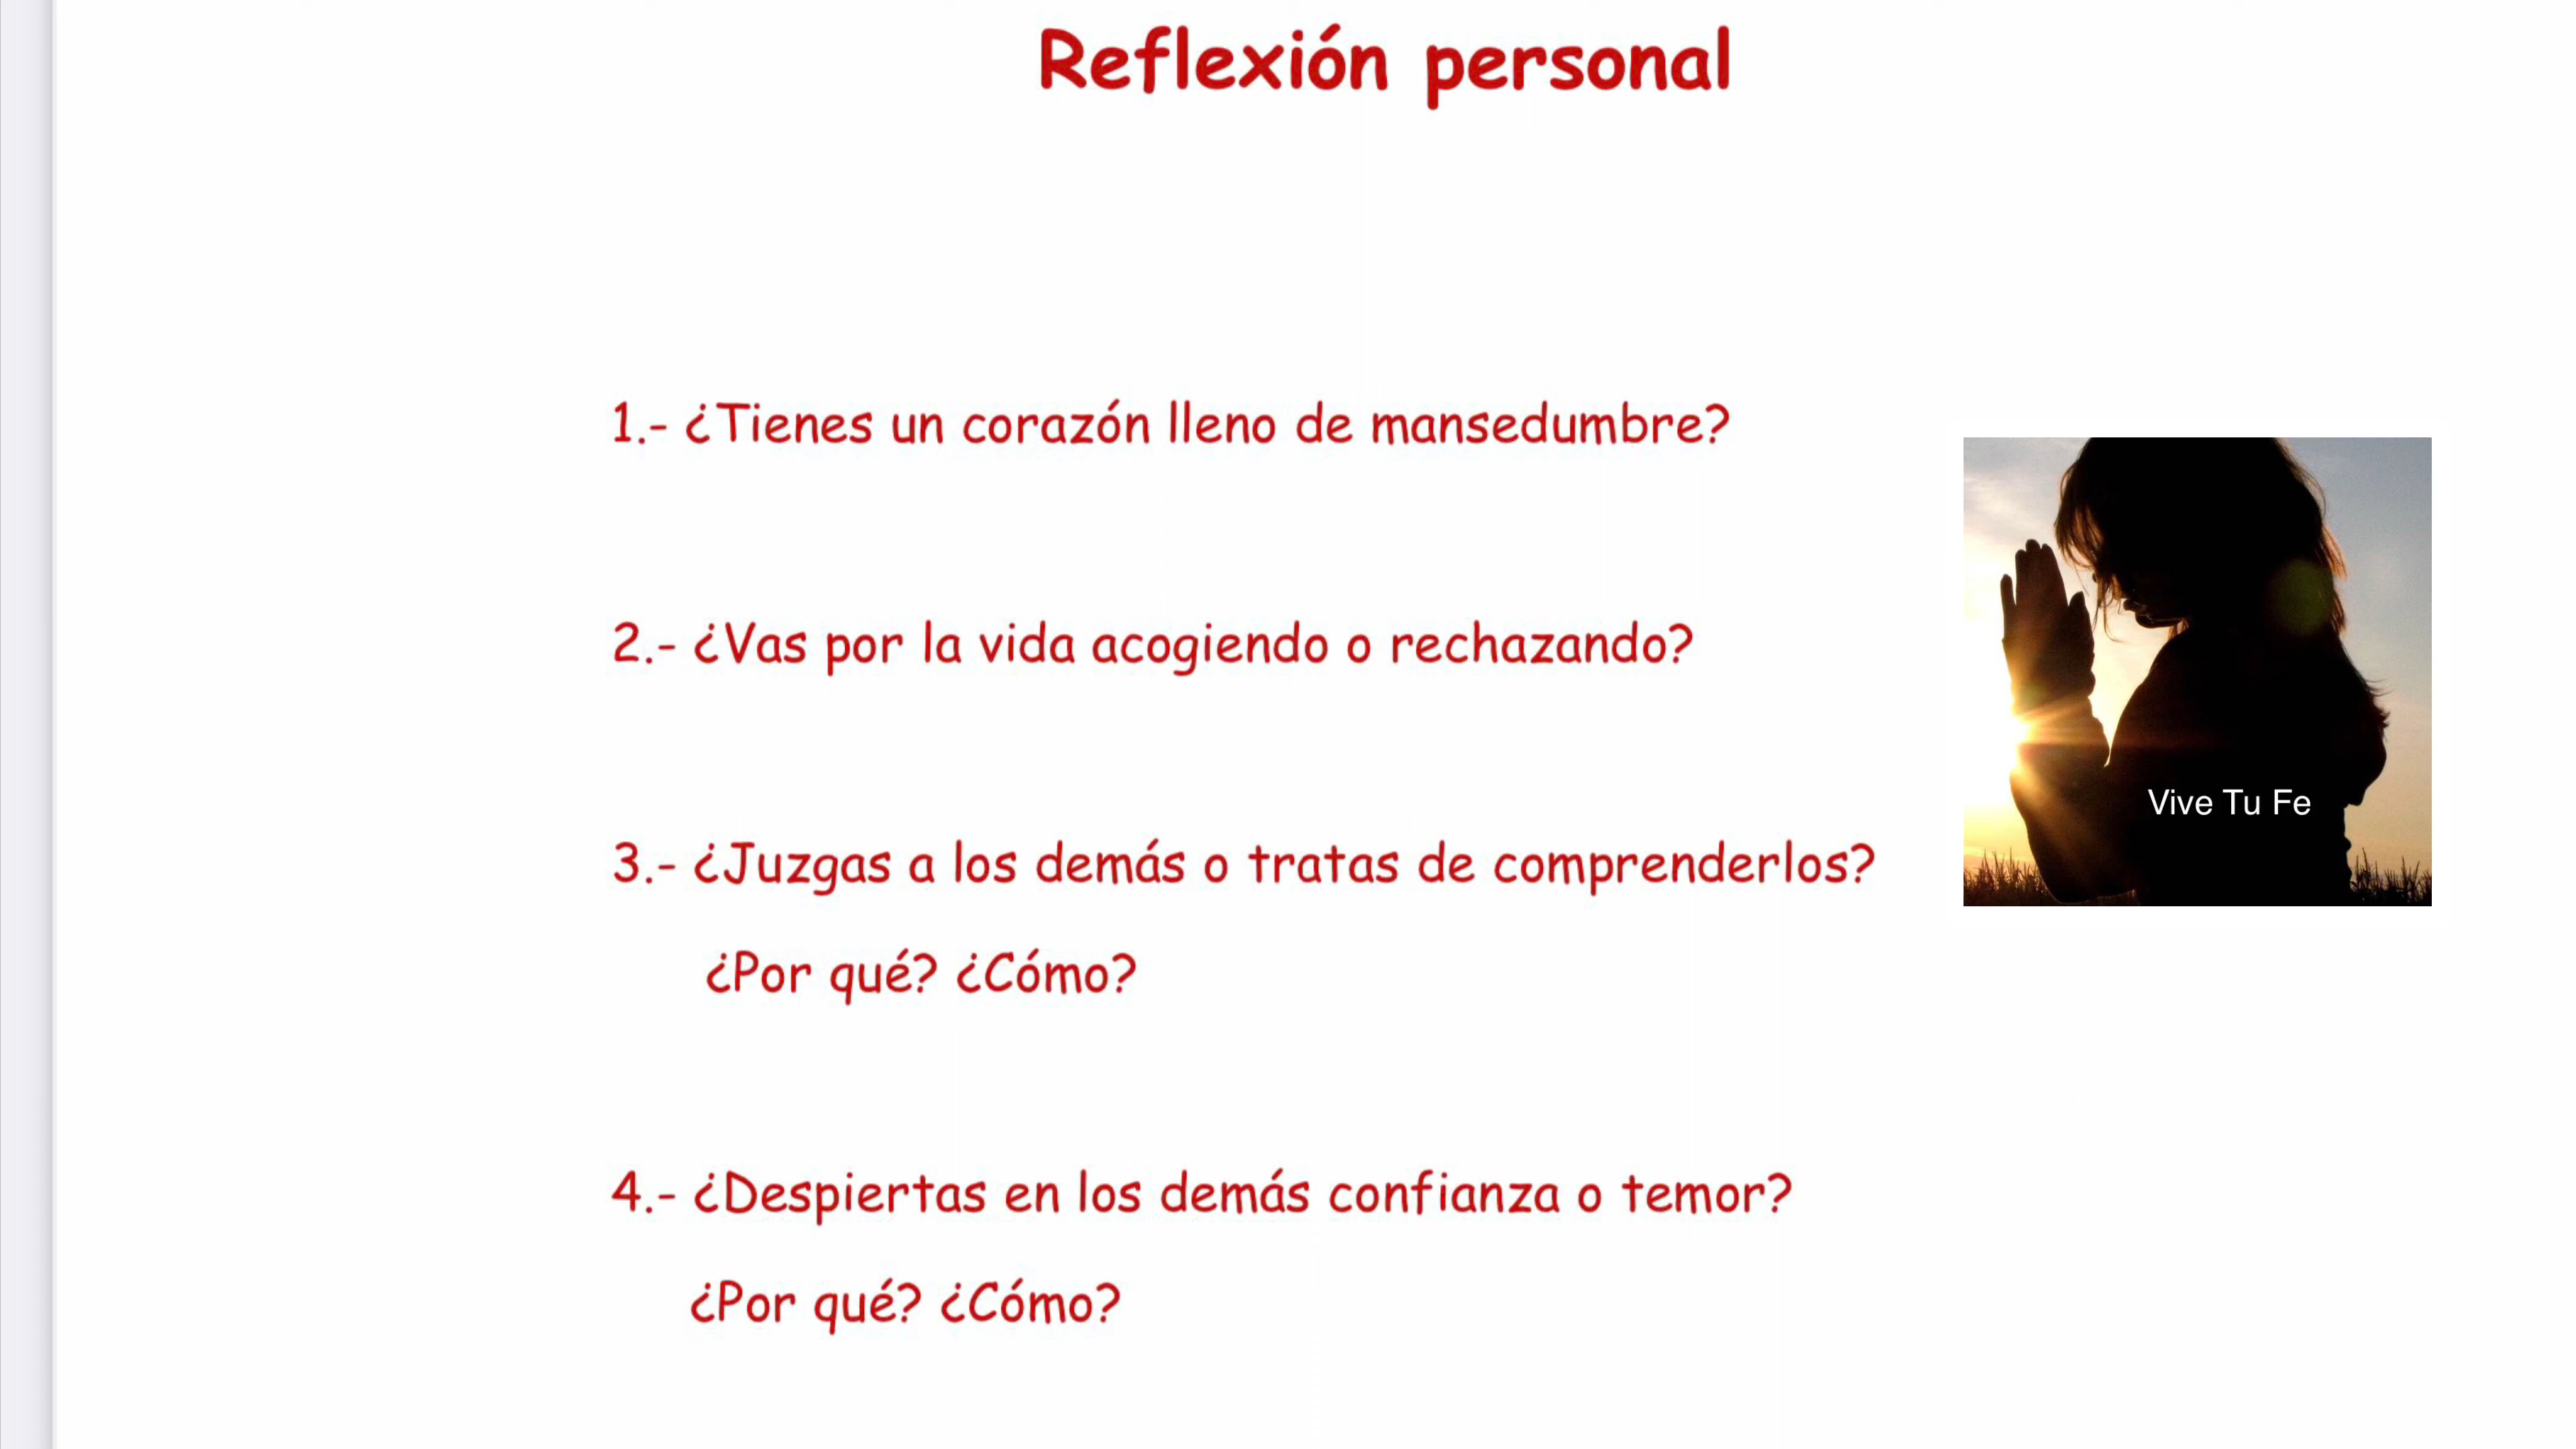 Reflexión personal
1.- ¿Tienes un corazón lleno de mansedumbre?
2.- ¿Vas por la vida acogiendo o rechazando?
3.- ¿Juzgas a los demás o tratas de comprenderlos?
¿Por qué? ¿Cómo?
4.- ¿Despiertas en los demás confianza o temor?
¿Por qué? ¿Cómo?
Vive Tu Fe